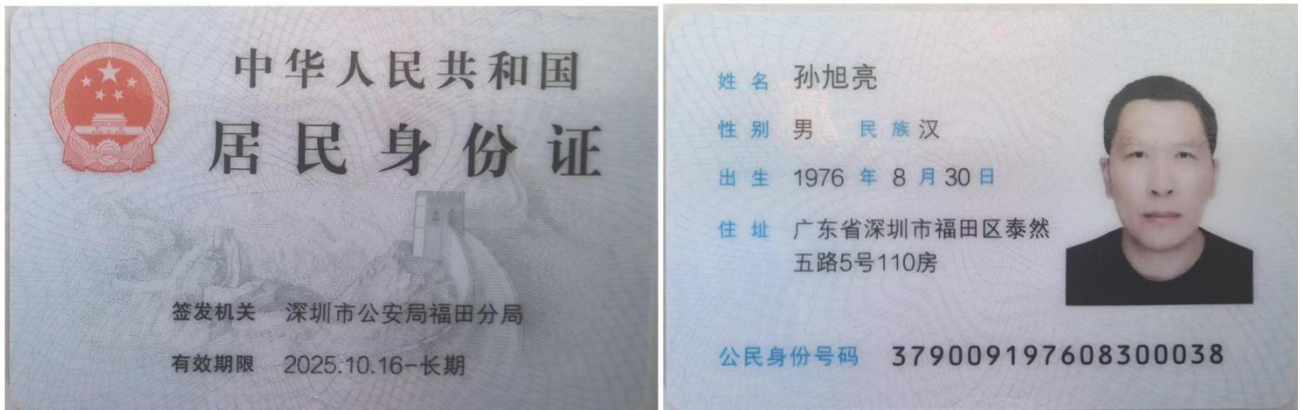 中华人民共和国
居民身份证
签发机关 深圳市公安局福田分局
有效期限 2025.10.16-长期
姓名 孙旭亮
性别 男 民族 汉
出生 1976 年 8 月 30 日
住址 广东省深圳市福田区泰然
五路5号110房
公民身份号码 379009197608300038